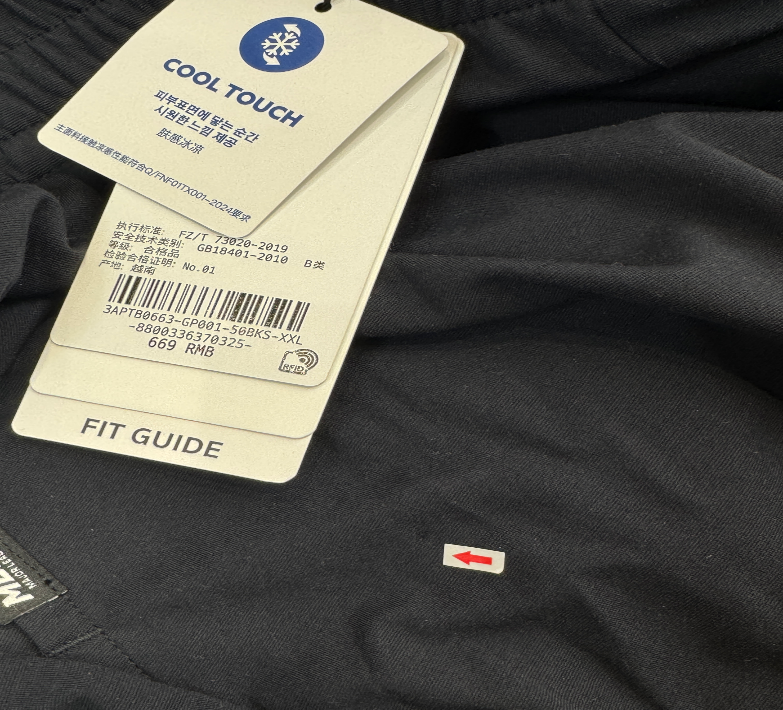 COOL TOUCH
피부표면에 닿는 순간
시원한 느낌 제공
肤感冰凉
主面料接触凉感性能符合Q/FNF01TX001-2024要求
执行标准: FZ/T 73020-2019
安全技术类别: GB18401-2010 B类
等级: 合格品
检验合格证明: No.01
产地: 越南
3APTB0663-GP001-50BKS-XXL
-8800336370325-
669 RMB
RFID
FIT GUIDE